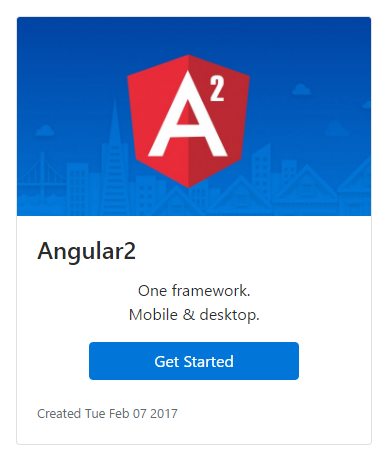 A2
Angular2
One framework.
Mobile & desktop.
Get Started
Created Tue Feb 07 2017